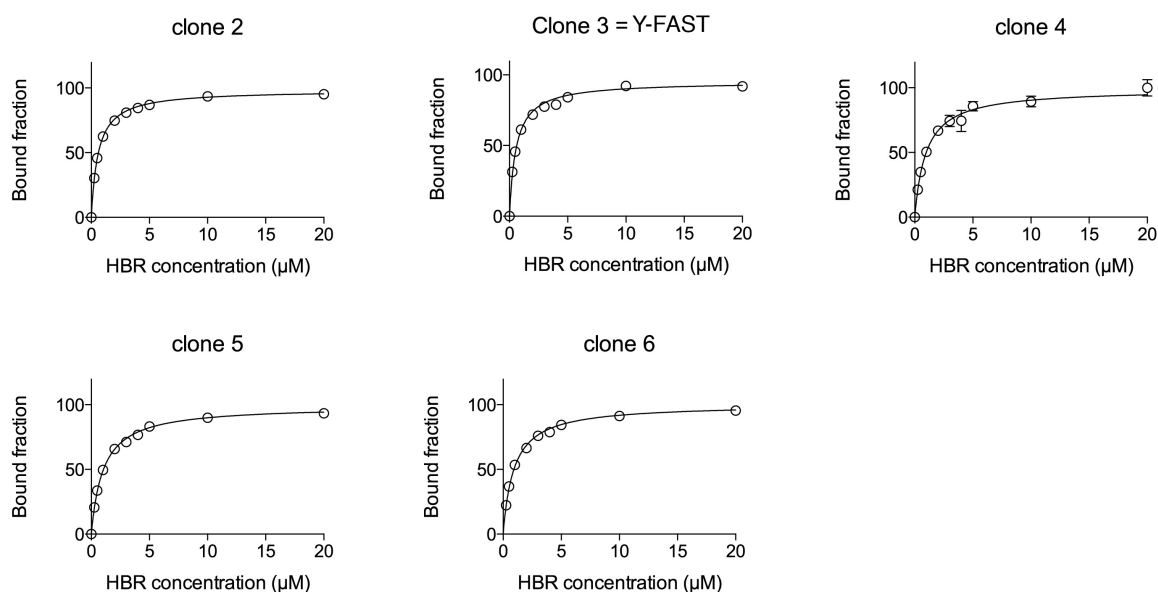 clone 2
Bound fraction
100
50
0
0 5 10 15 20
HBR concentration (µM)
Clone 3 = Y-FAST
Bound fraction
100
50
0
0 5 10 15 20
HBR concentration (µM)
clone 4
Bound fraction
100
50
0
0 5 10 15 20
HBR concentration (µM)
clone 5
Bound fraction
100
50
0
0 5 10 15 20
HBR concentration (µM)
clone 6
Bound fraction
100
50
0
0 5 10 15 20
HBR concentration (µM)